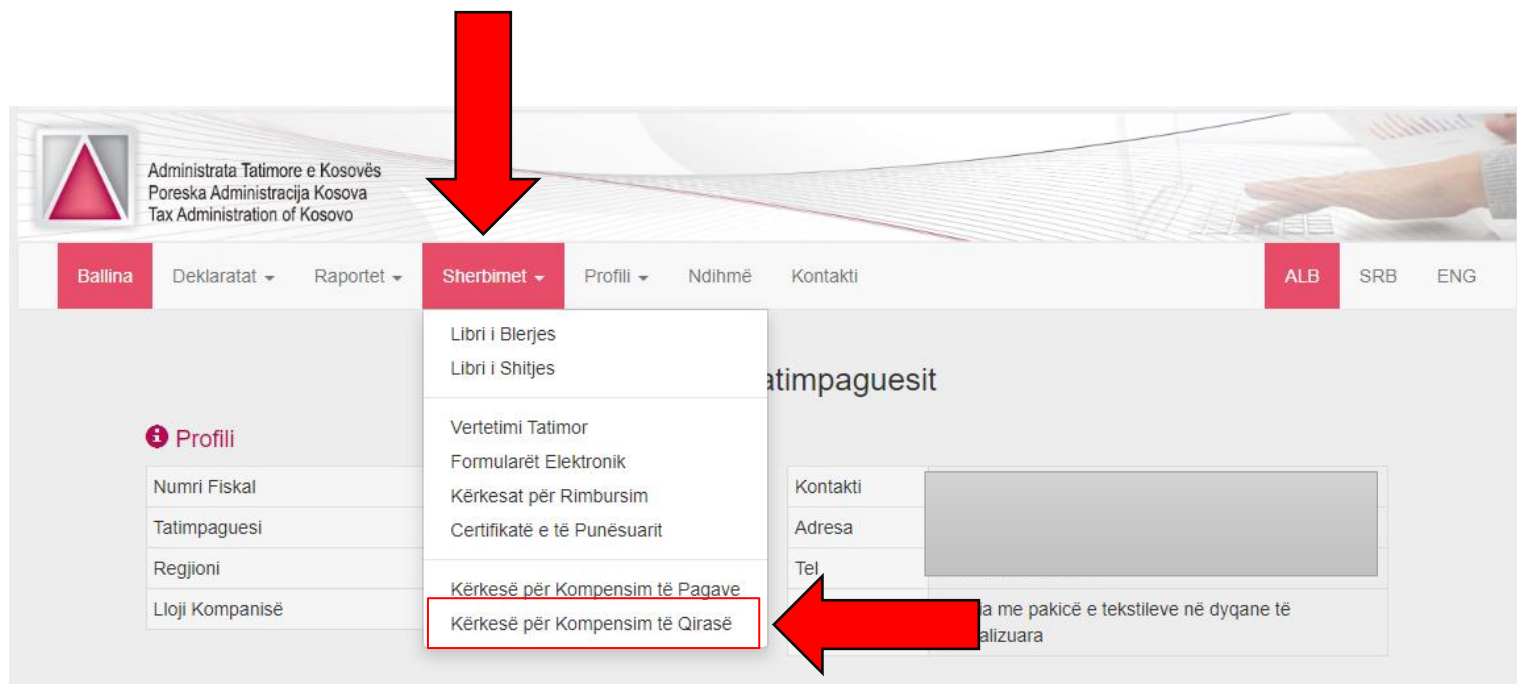 Administrata Tatimore e Kosovës
Poreska Administracija Kosova
Tax Administration of Kosovo
Ballina Deklaratat Raportet Sherbimet Profili Ndihmë Kontakti ALB SRB ENG
Libri i Blerjes
Libri i Shitjes
Vertetimi Tatimor
Formularët Elektronik
Kërkesat për Rimbursim
Certifikatë e të Punësuarit
Kërkesë për Kompensim të Pagave
Kërkesë për Kompensim të Qirasë
atimpaguesit
Profili
Numri Fiskal
Tatimpaguesi
Regjioni
Lloji Kompanisë
Kontakti
Adresa
Tel
me pakicë e tekstileve në dyqane të
alizuara